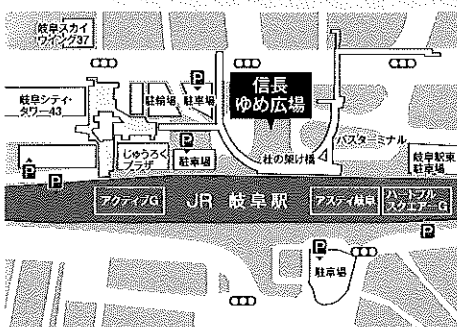 岐阜スカイ
ウイング37
P
信長
ゆめ広場
岐阜シティ・
タワー43
駐輪場
駐車場
P
バスターミナル
じゅうろく
プラザ
駐車場
杜の架け橋
岐阜駅東
駐車場
P
P
アクティブG
JR 岐阜駅
アスティ岐阜
ハートフル
スクエアーG
P
P
駐車場